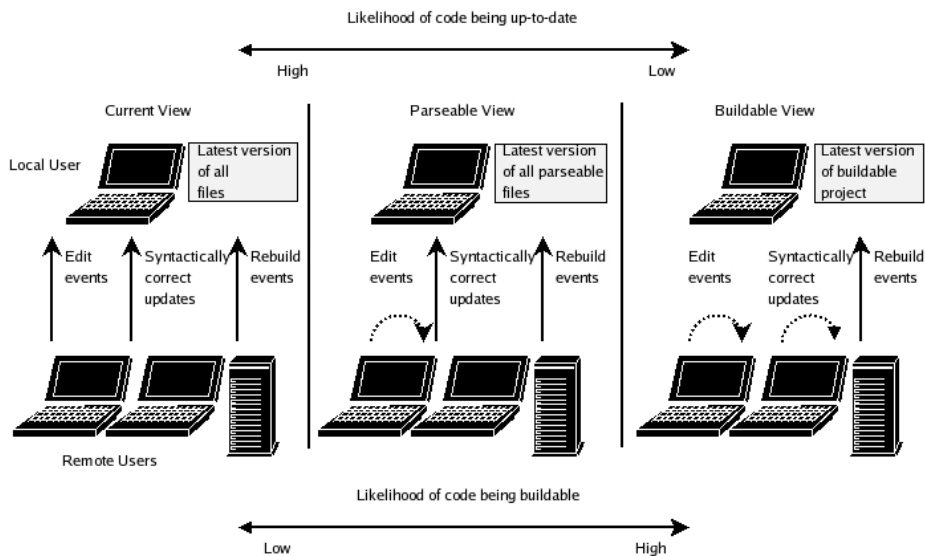 Likelihood of code being up-to-date
High
Low
Current View
Parseable View
Buildable View
Local User
Latest version
of all
files
Latest version
of all parseable
files
Latest version
of buildable
project
Edit
events
Syntactically
correct
updates
Rebuild
events
Edit
events
Syntactically
correct
updates
Rebuild
events
Edit
events
Syntactically
correct
updates
Rebuild
events
Remote Users
Likelihood of code being buildable
Low
High